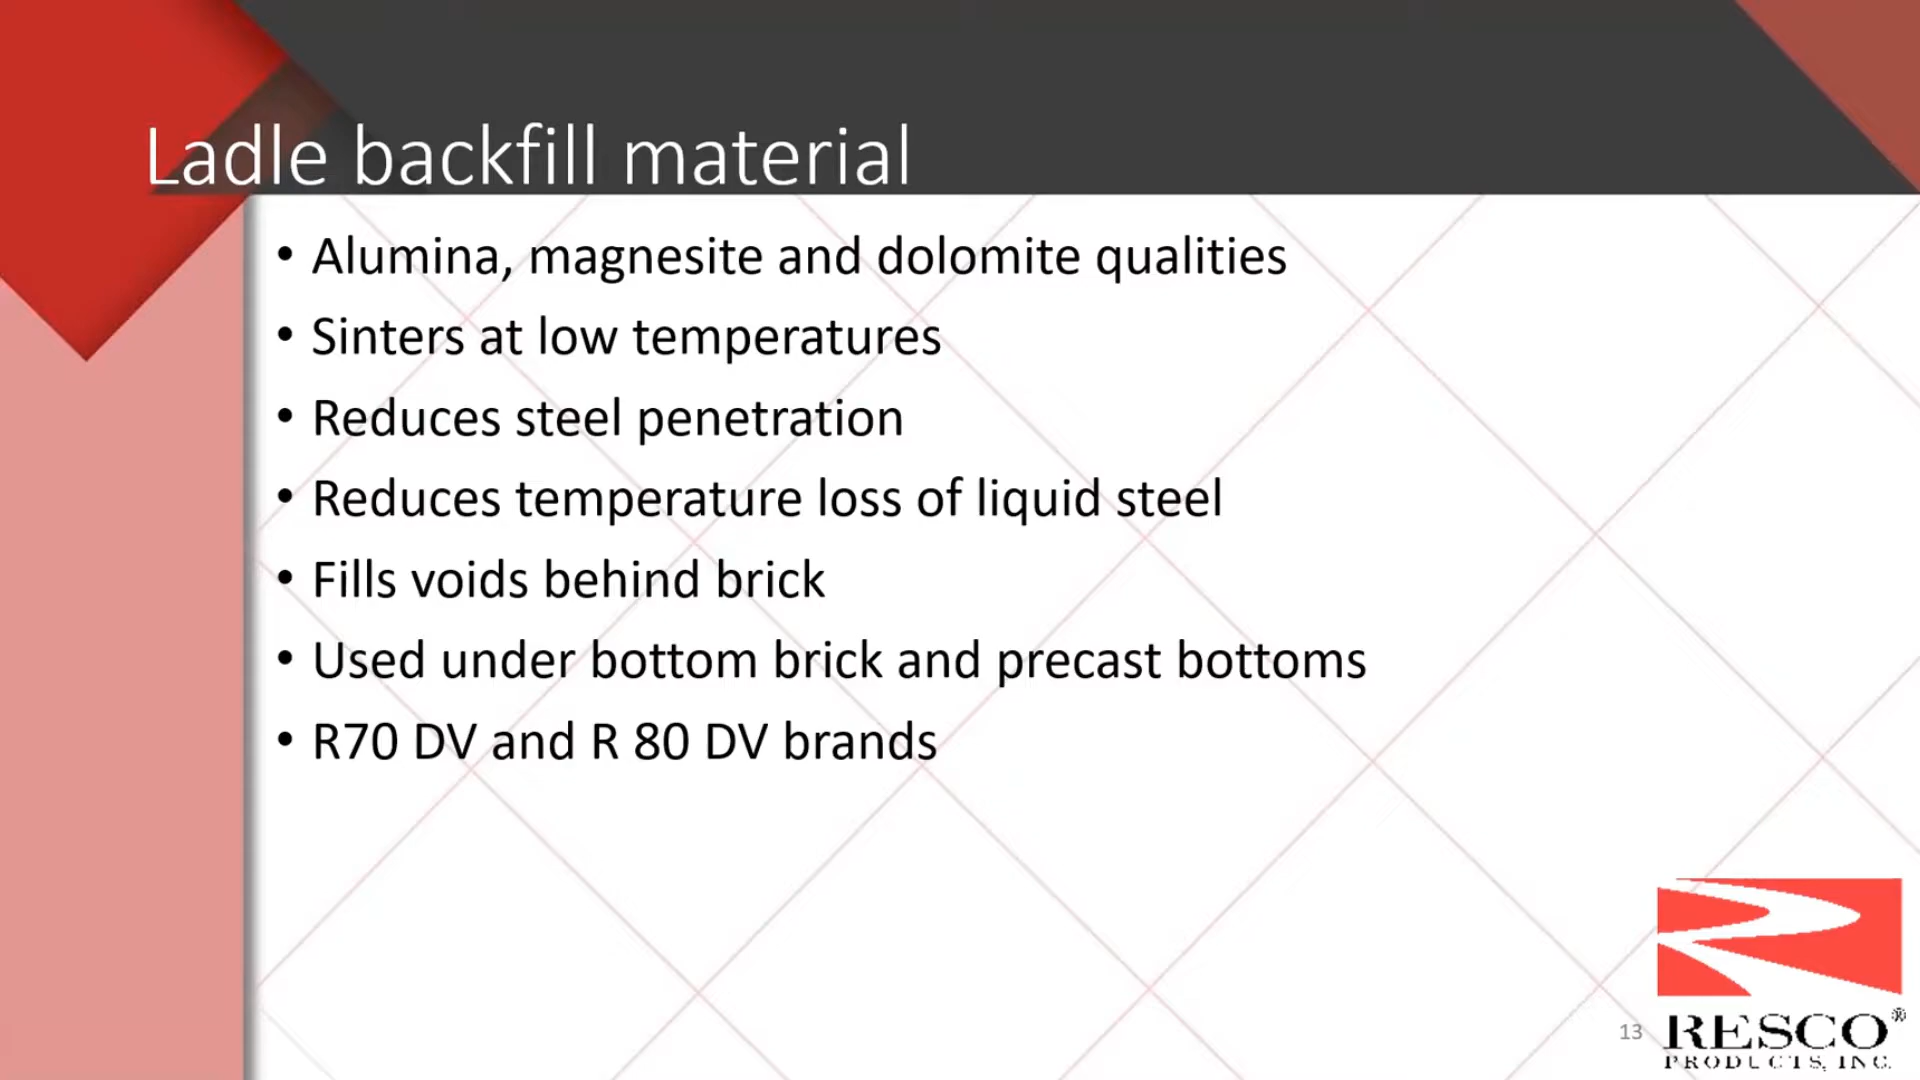 Ladle backfill material
• Alumina, magnesite and dolomite qualities
• Sinters at low temperatures
• Reduces steel penetration
• Reduces temperature loss of liquid steel
• Fills voids behind brick
• Used under bottom brick and precast bottoms
• R70 DV and R 80 DV brands
13
RESCO®
PRODUCTS, INC.